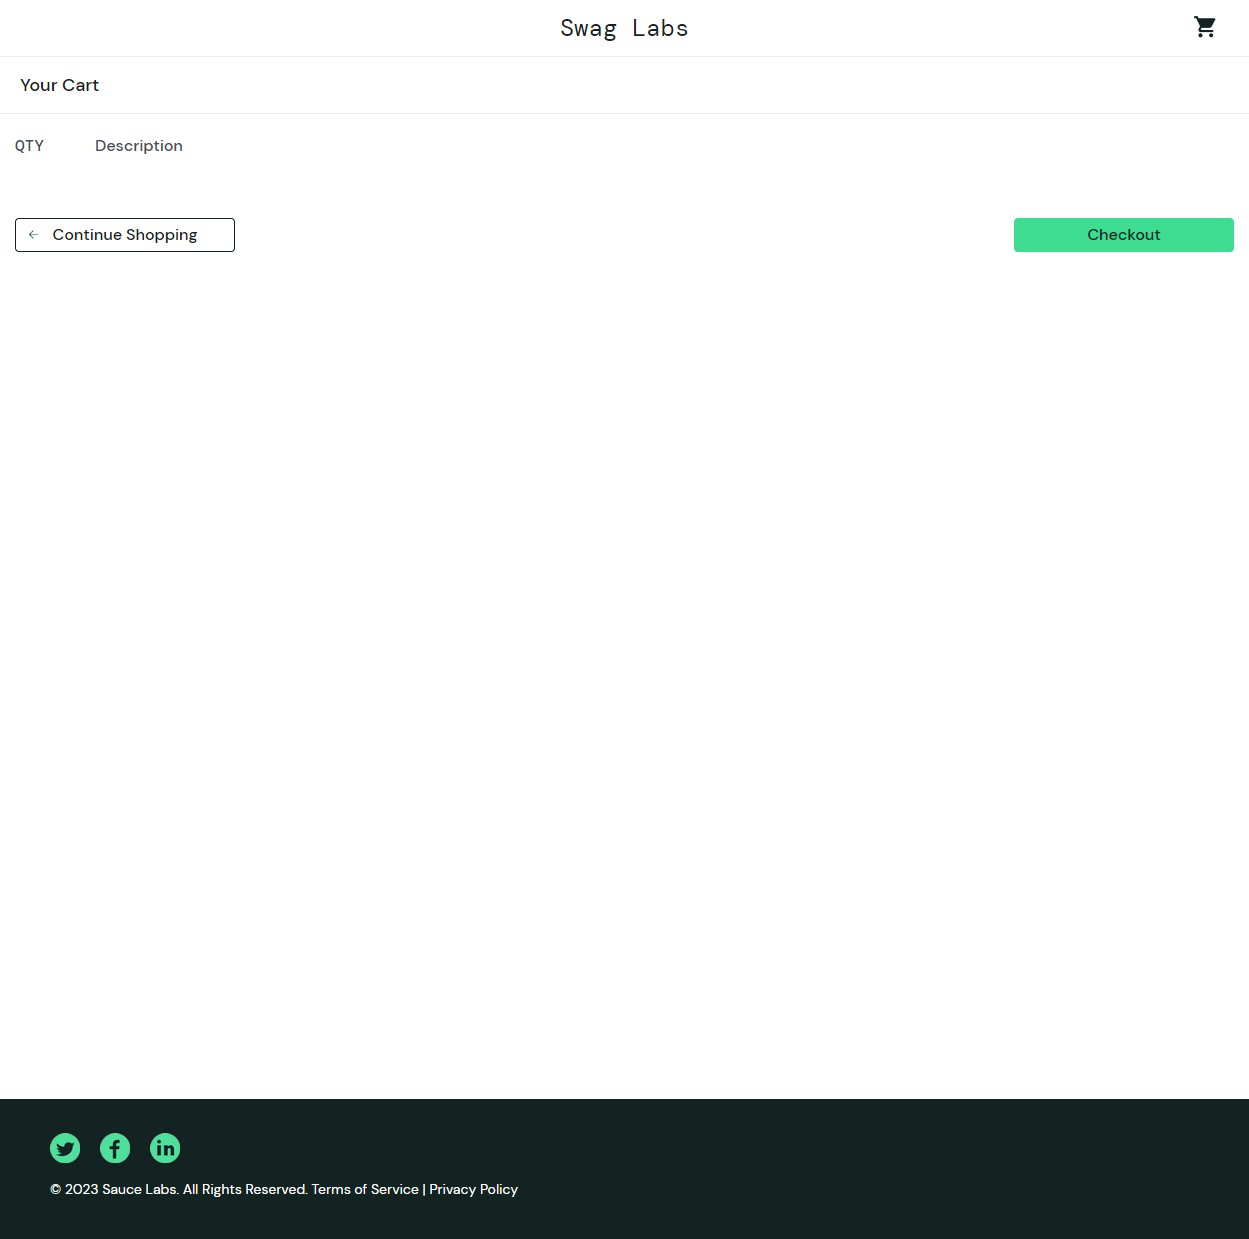 Swag Labs
Your Cart
QTY Description
Continue Shopping Checkout
© 2023 Sauce Labs. All Rights Reserved. Terms of Service | Privacy Policy